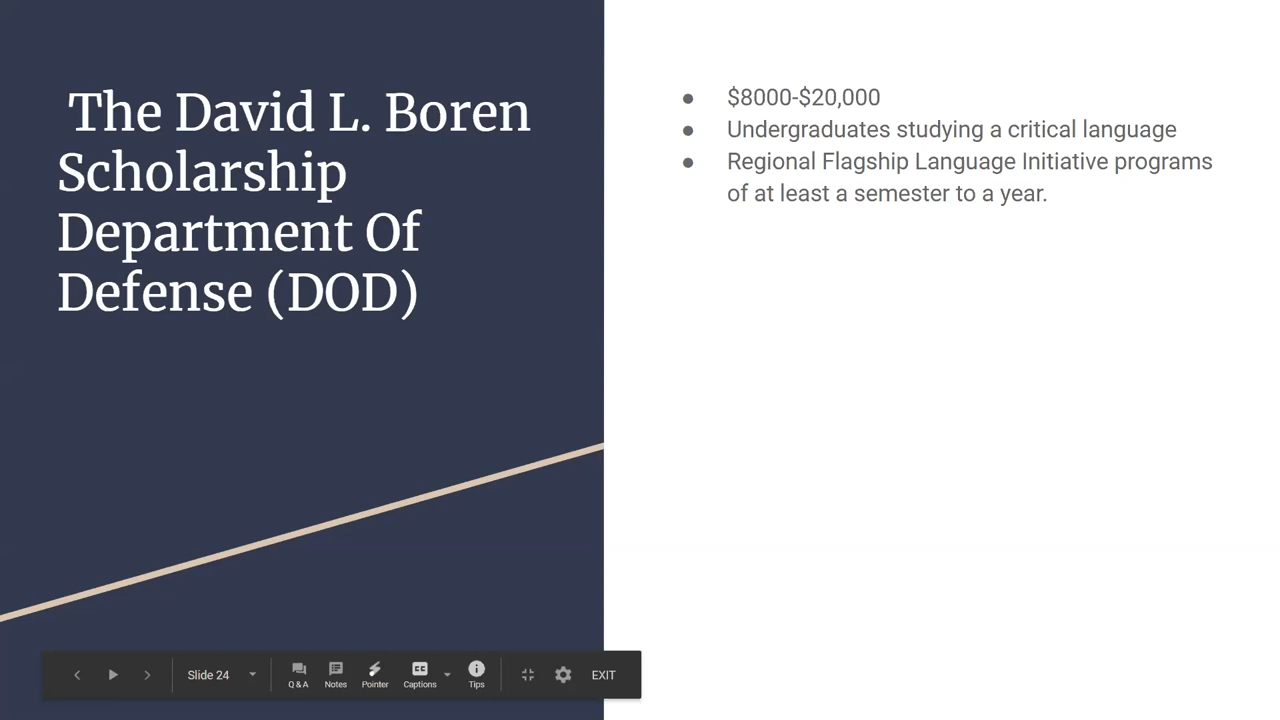 The David L. Boren
Scholarship
Department Of
Defense (DOD)
● $8000-$20,000
● Undergraduates studying a critical language
● Regional Flagship Language Initiative programs
of at least a semester to a year.
Slide 24
Q & A
Notes
Pointer
Captions
Tips
EXIT